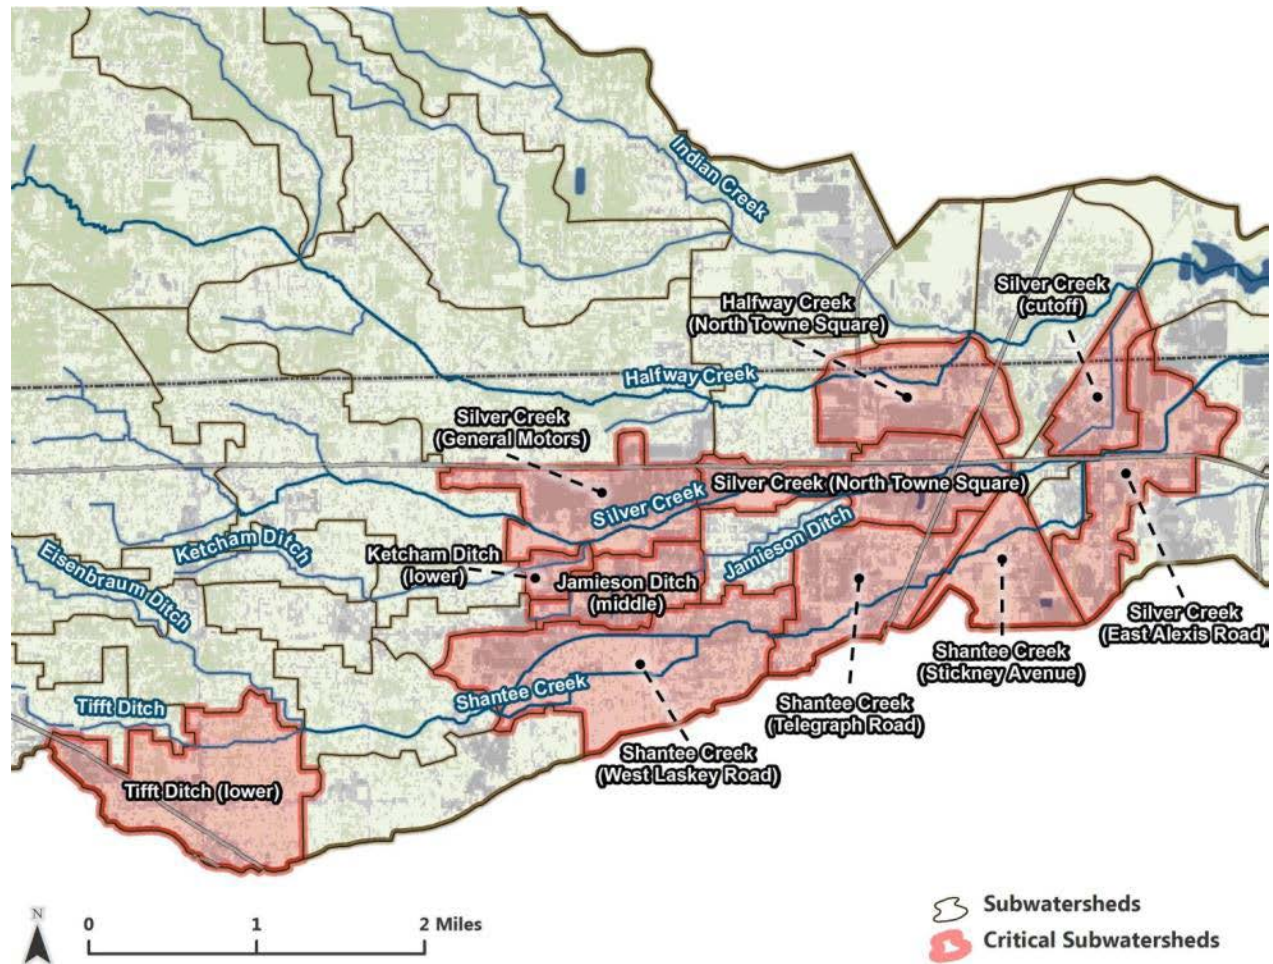 Indian Creek
Silver Creek
(cutoff)
Halfway Creek
(North Towne Square)
Halfway Creek
Silver Creek
(General Motors)
Silver Creek (North Towne Square)
Silver Creek
Jamieson Ditch
Ketcham Ditch
Eisenbraum Ditch
Ketcham Ditch
(lower)
Jamieson Ditch
(middle)
Silver Creek
(East Alexis Road)
Shantee Creek
(Stickney Avenue)
Shantee Creek
Tifft Ditch
Shantee Creek
(Telegraph Road)
Shantee Creek
(West Laskey Road)
Tifft Ditch (lower)
N
0 1 2 Miles
Subwatersheds
Critical Subwatersheds